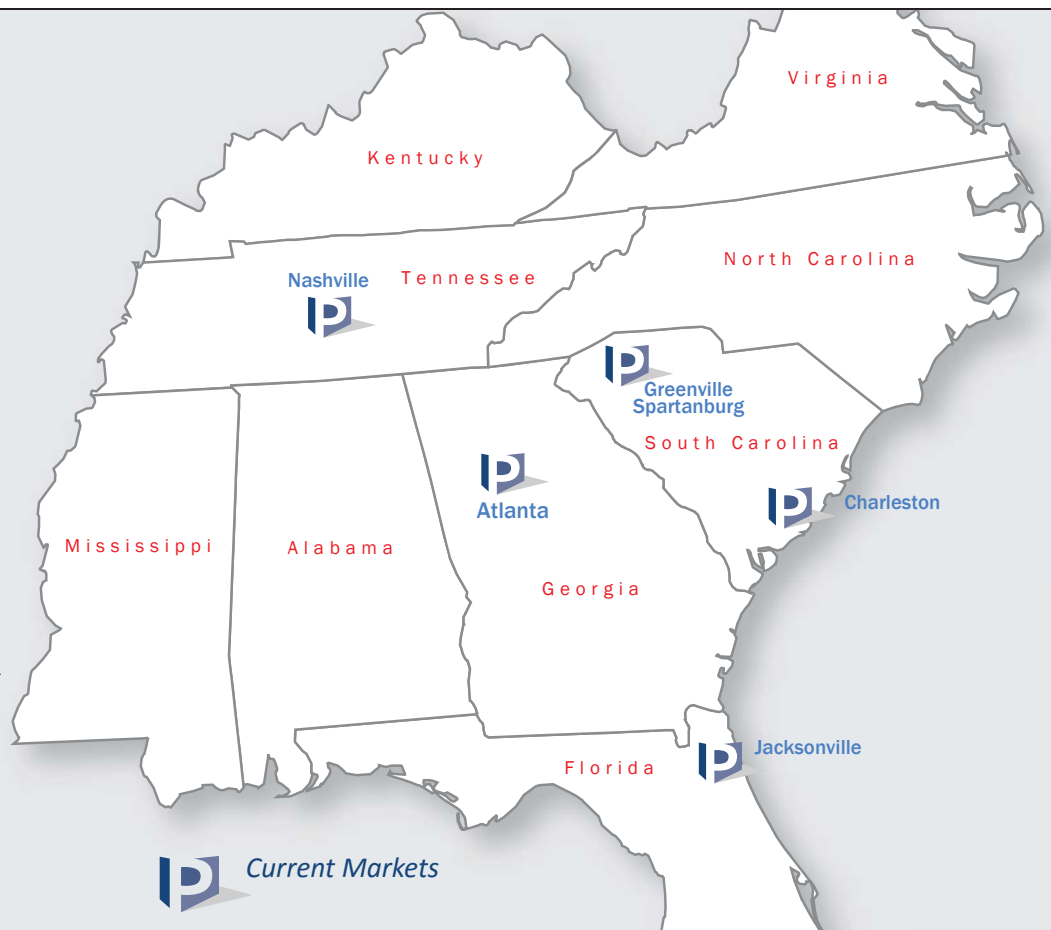 Virginia
Kentucky
North Carolina
Tennessee
Nashville
P
P
Greenville
Spartanburg
South Carolina
P
Atlanta
P
Charleston
Mississippi
Alabama
Georgia
P
Jacksonville
Florida
P
Current Markets